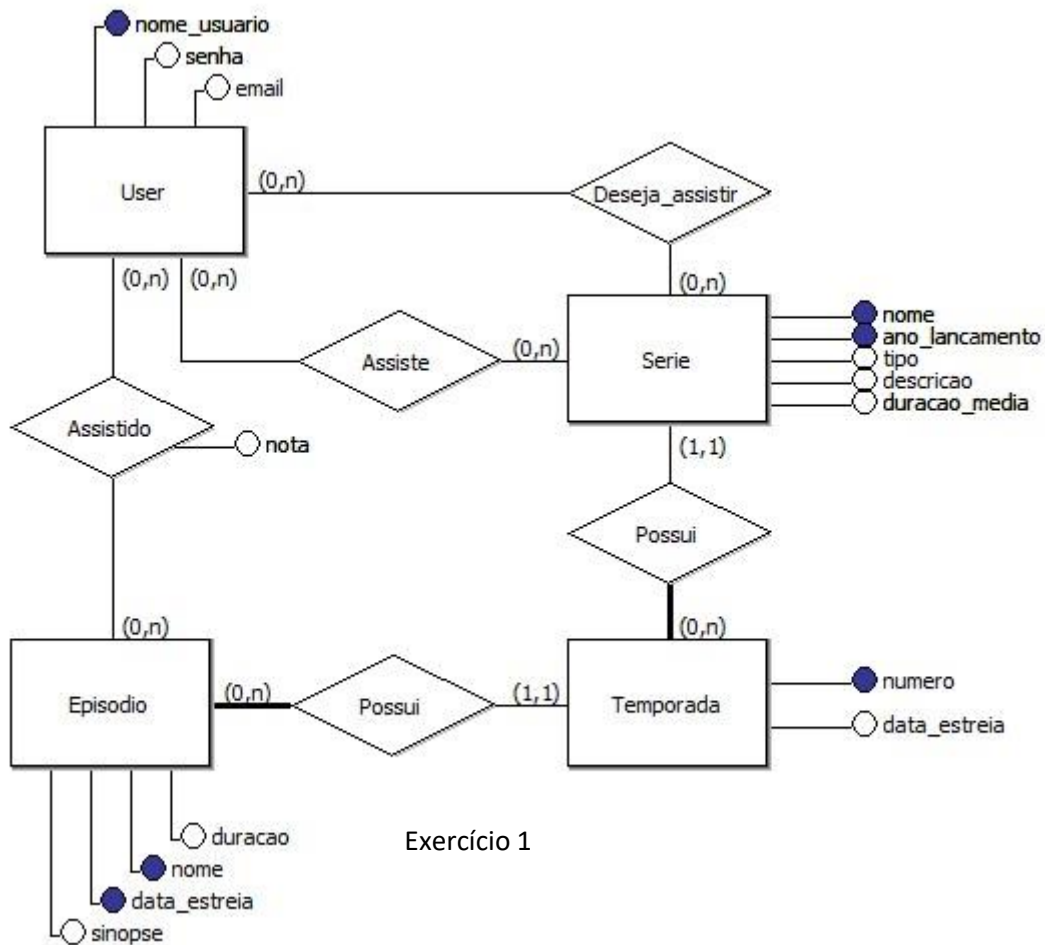 nome_usuario
senha
email
User
(0,n)
Deseja_assistir
(0,n)
(0,n)
(0,n)
Assiste
(0,n)
Serie
nome
ano_lancamento
tipo
descricao
duracao_media
Assistido
nota
(1,1)
Possui
(0,n)
(0,n)
Episodio
(0,n)
Possui
(1,1)
Temporada
numero
data_estreia
duracao
nome
data_estreia
sinopse
Exercício 1